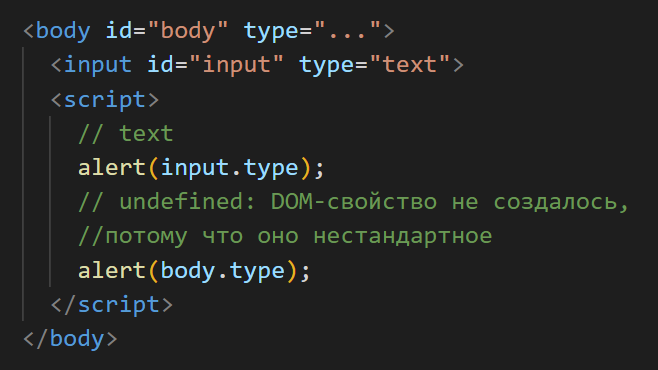 <body id="body" type="...">
<input id="input" type="text">
<script>
// text
alert(input.type);
// undefined: DOM-свойство не создалось,
//потому что оно нестандартное
alert(body.type);
</script>
</body>